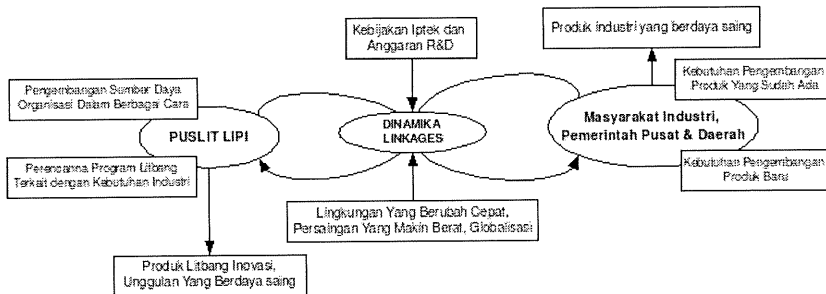 Kebijakan Iptek dan
Anggaran R&D
Produk industri yang berdaya saing
Pengembangan Sumber Daya
Organisasi Dalam Berbagai Cara
Kebutuhan Pengembangan
Produk Yang Sudah Ada
PUSLIT LIPI
DINAMIKA
LINKAGES
Masyarakat Industri,
Pemerintah Pusat & Daerah
Perencanna Program Litbang
Terkait dengan Kebutuhan Industri
Kebutuhan Pengembangan
Produk Baru
Lingkungan Yang Berubah Cepat,
Persaingan Yang Makin Berat, Globalisasi
Produk Litbang Inovasi,
Unggulan Yang Berdaya saing